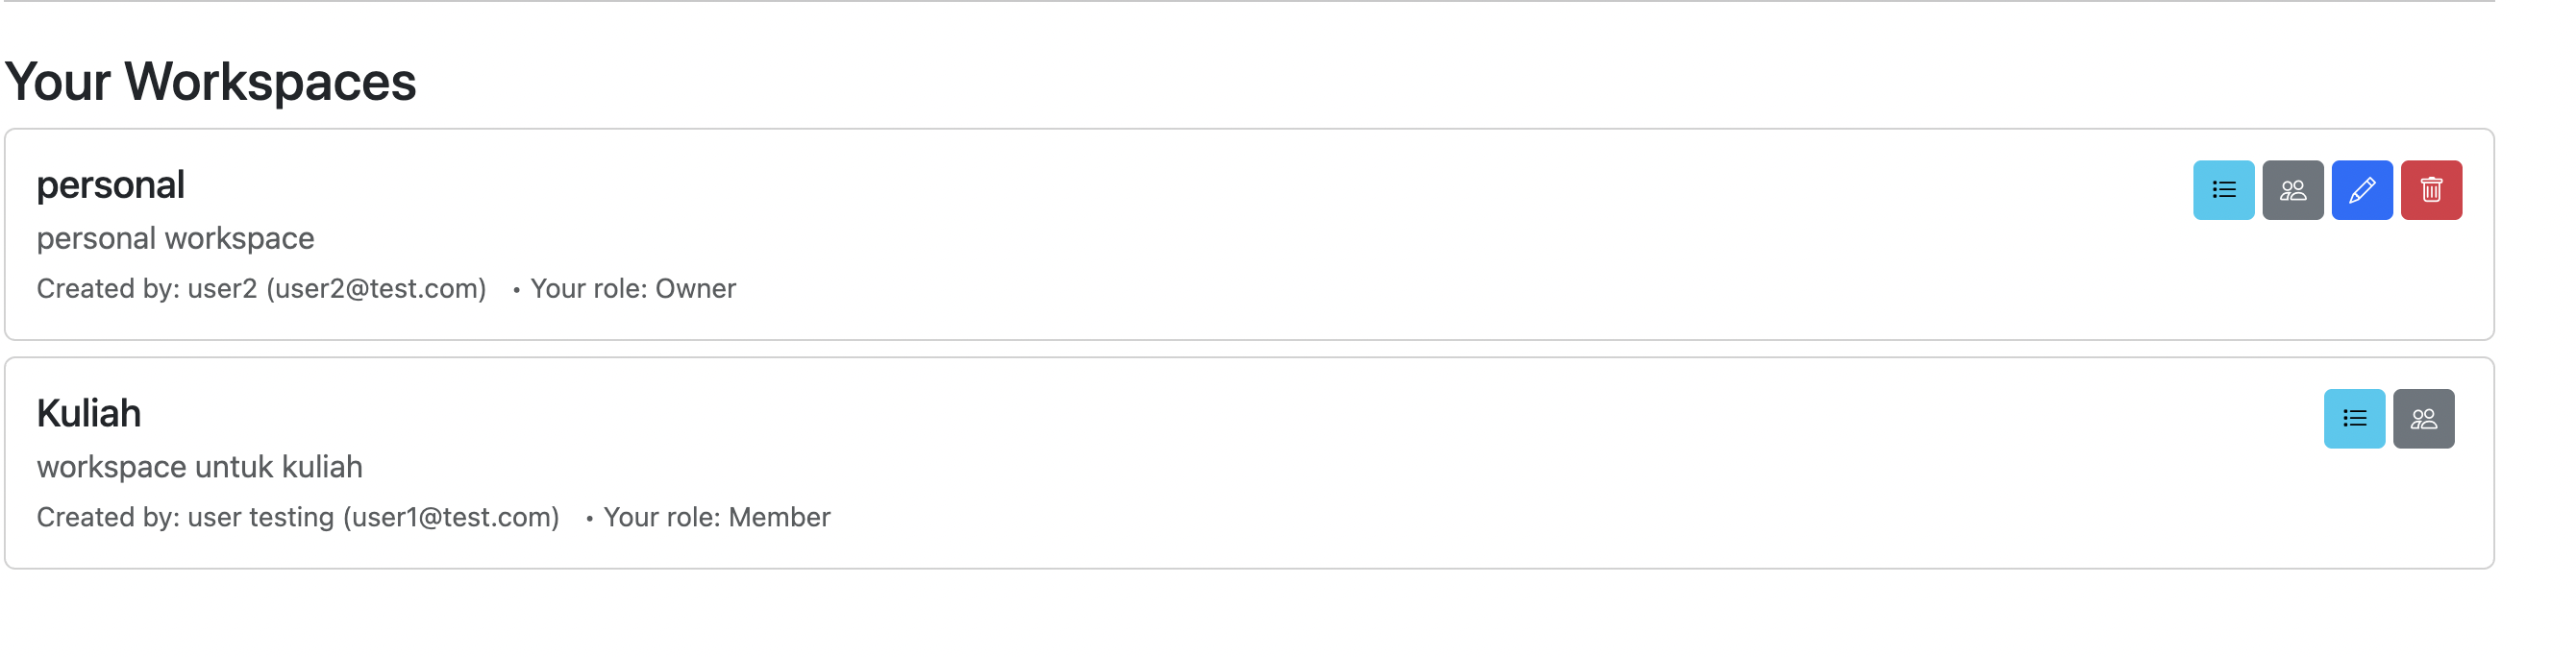 Your Workspaces
personal
personal workspace
Created by: user2 (user2@test.com) • Your role: Owner
Kuliah
workspace untuk kuliah
Created by: user testing (user1@test.com) • Your role: Member